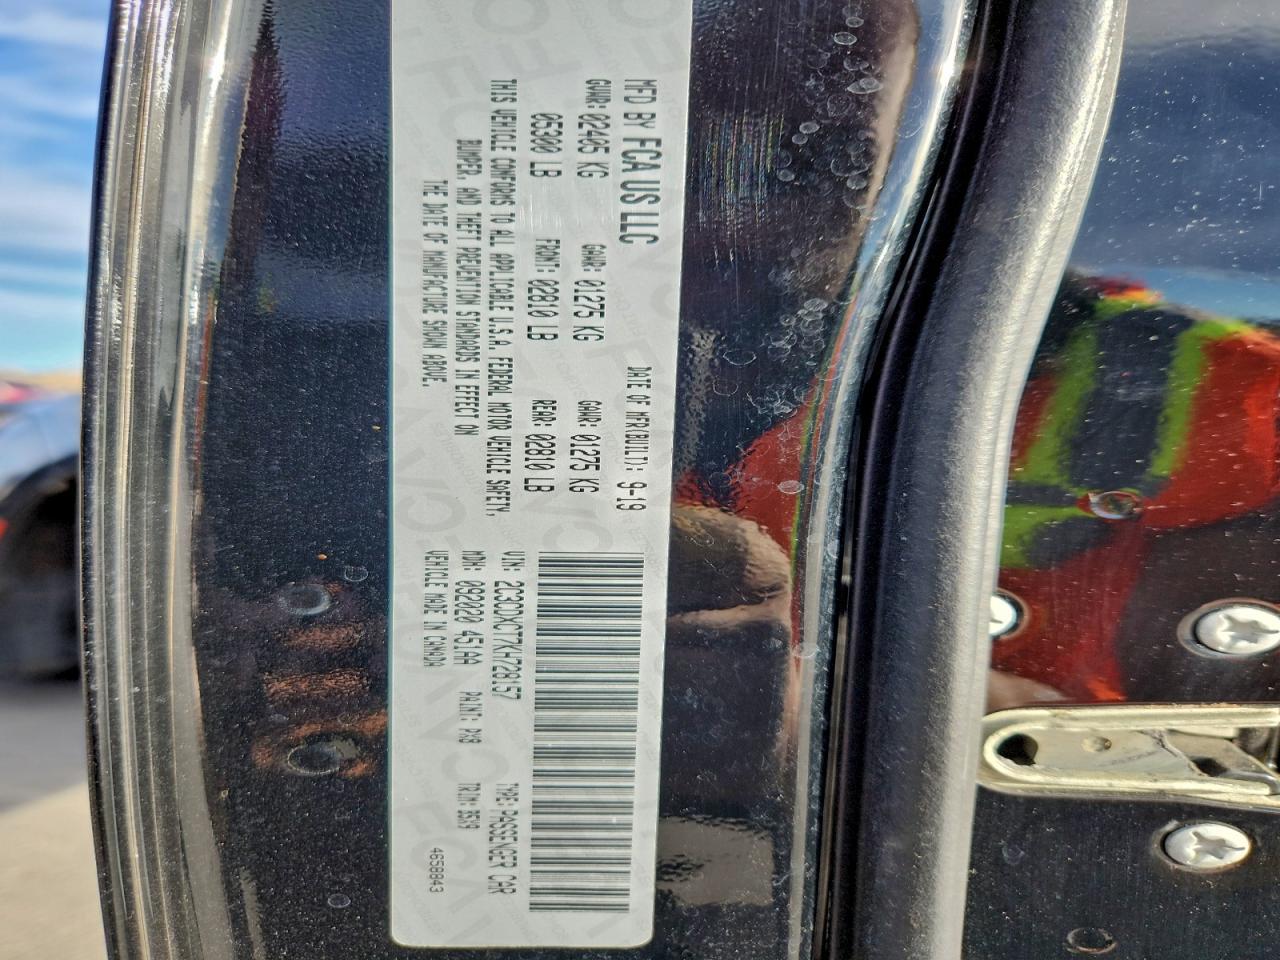 MFD BY FCA US LLC
DATE OF MFR(BUILT): 9-19
GVWR: 02405 KG GAWR: 01275 KG GAWR: 01275 KG
05300 LB FRONT: 02810 LB REAR: 02810 LB
THIS VEHICLE CONFORMS TO ALL APPLICABLE U.S.A. FEDERAL MOTOR VEHICLE SAFETY,
BUMPER, AND THEFT PREVENTION STANDARDS IN EFFECT ON
THE DATE OF MANUFACTURE SHOWN ABOVE.
VIN: 2C3CDXCT7KH728157 TYPE: PASSENGER CAR
MDH: 092020 451AA PAINT: PX8 TRIM: B5X9
VEHICLE MADE IN CANADA 4658843